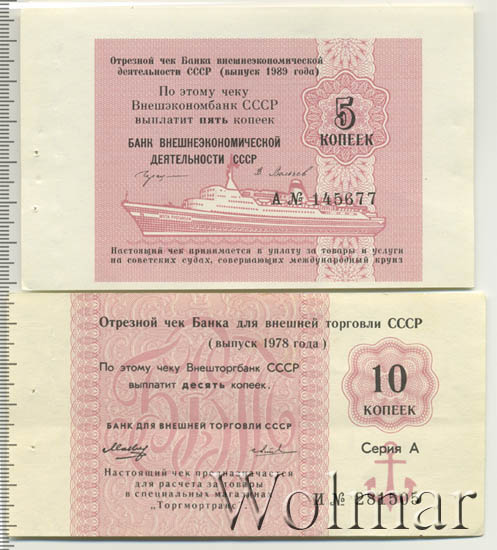 Отрезной чек Банка внешнеэкономической
деятельности СССР (выпуск 1989 года)
По этому чеку
Внешэкономбанк СССР
выплатит пять копеек
5
КОПЕЕК
БАНК ВНЕШНЕЭКОНОМИЧЕСКОЙ
ДЕЯТЕЛЬНОСТИ СССР
А № 145677
Настоящий чек принимается в уплату за товары и услуги
на советских судах, совершающих международный круиз
Отрезной чек Банка для внешней торговли СССР
(выпуск 1978 года)
По этому чеку Внешторгбанк СССР
выплатит десять копеек.
10
КОПЕЕК
БАНК ДЛЯ ВНЕШНЕЙ ТОРГОВЛИ СССР
Серия А
Настоящий чек предназначается
для расчета за товары
в специальных магазинах
"Торгмортранс"
И № 281505
Wolmar